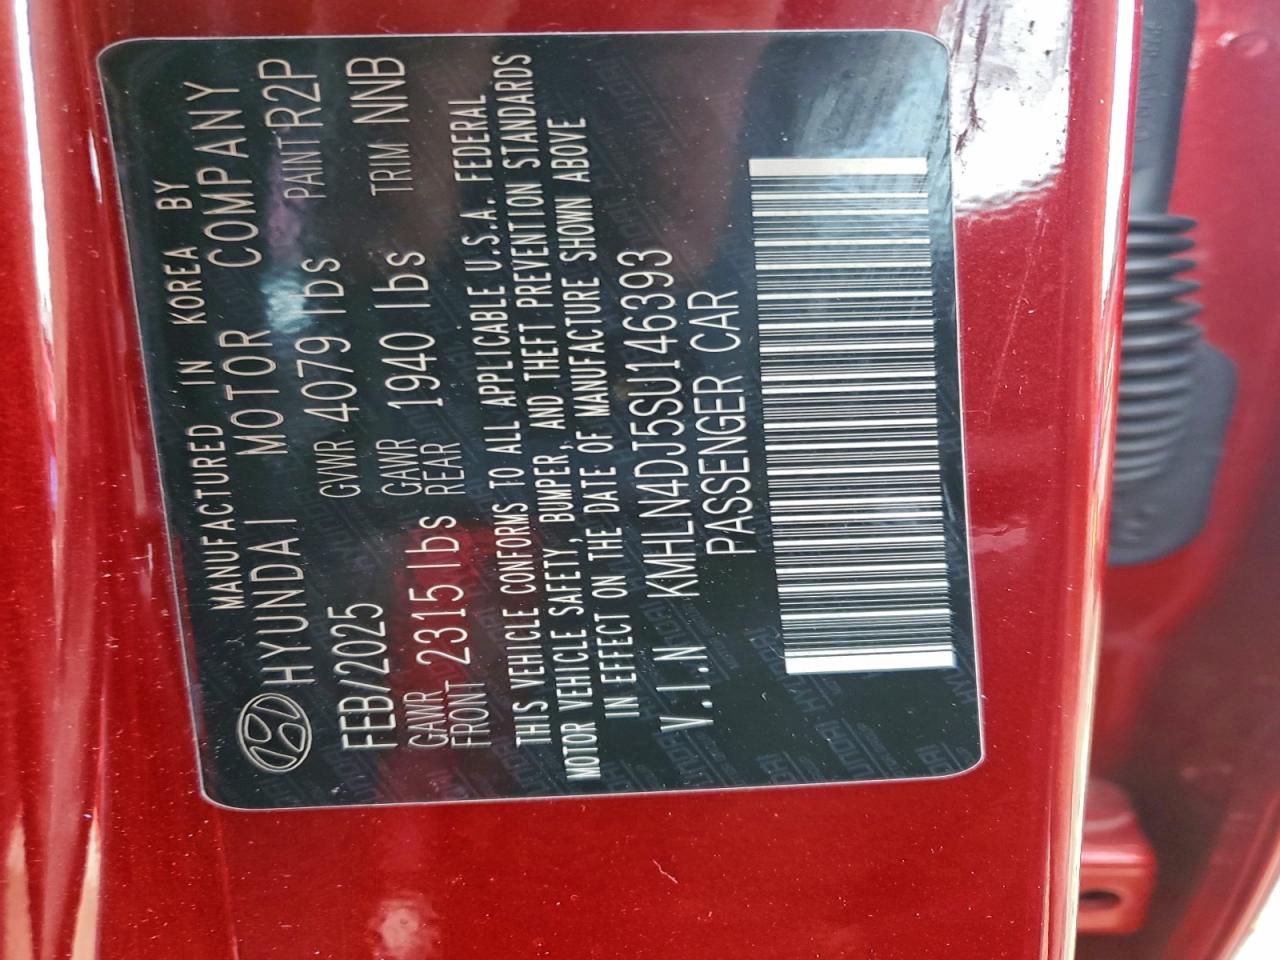 MANUFACTURED IN KOREA BY
HYUNDAI MOTOR COMPANY
FEB/2025 GVWR 4079 lbs PAINT R2P
GAWR FRONT 2315 lbs GAWR REAR 1940 lbs TRIM NNB
THIS VEHICLE CONFORMS TO ALL APPLICABLE U.S.A. FEDERAL
MOTOR VEHICLE SAFETY, BUMPER, AND THEFT PREVENTION STANDARDS
IN EFFECT ON THE DATE OF MANUFACTURE SHOWN ABOVE
V.I.N KMHLN4DJ5SU146393
PASSENGER CAR